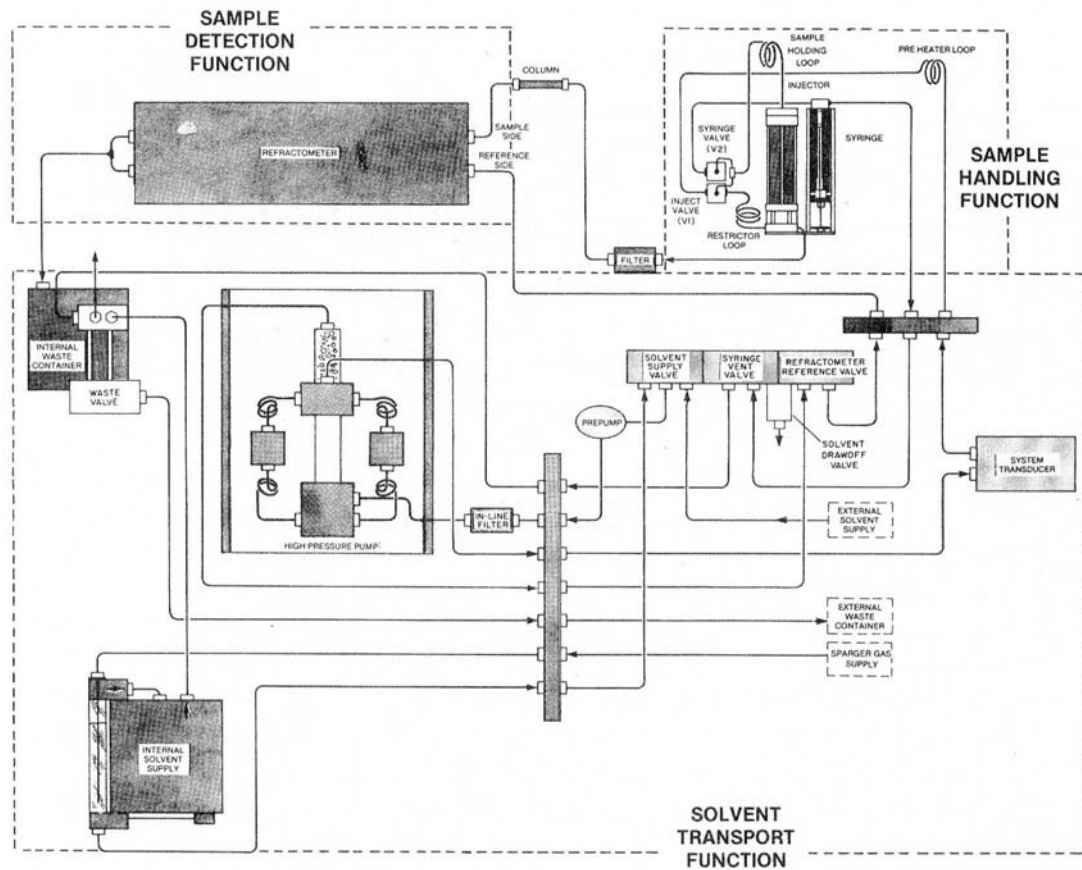 SAMPLE
DETECTION
FUNCTION
COLUMN
SAMPLE
SIDE
REFERENCE
SIDE
REFRACTOMETER
SAMPLE
HOLDING
LOOP
PRE HEATER LOOP
INJECTOR
SYRINGE
VALVE
(V2)
SYRINGE
INJECT
VALVE
(V1)
RESTRICTOR
LOOP
SAMPLE
HANDLING
FUNCTION
FILTER
INTERNAL
WASTE
CONTAINER
WASTE
VALVE
HIGH PRESSURE PUMP
IN-LINE
FILTER
PREPUMP
SOLVENT
SUPPLY
VALVE
SYRINGE
VENT
VALVE
REFRACTOMETER
REFERENCE VALVE
SOLVENT
DRAWOFF
VALVE
SYSTEM
TRANSDUCER
EXTERNAL
SOLVENT
SUPPLY
EXTERNAL
WASTE
CONTAINER
SPARGER GAS
SUPPLY
INTERNAL
SOLVENT
SUPPLY
SOLVENT
TRANSPORT
FUNCTION